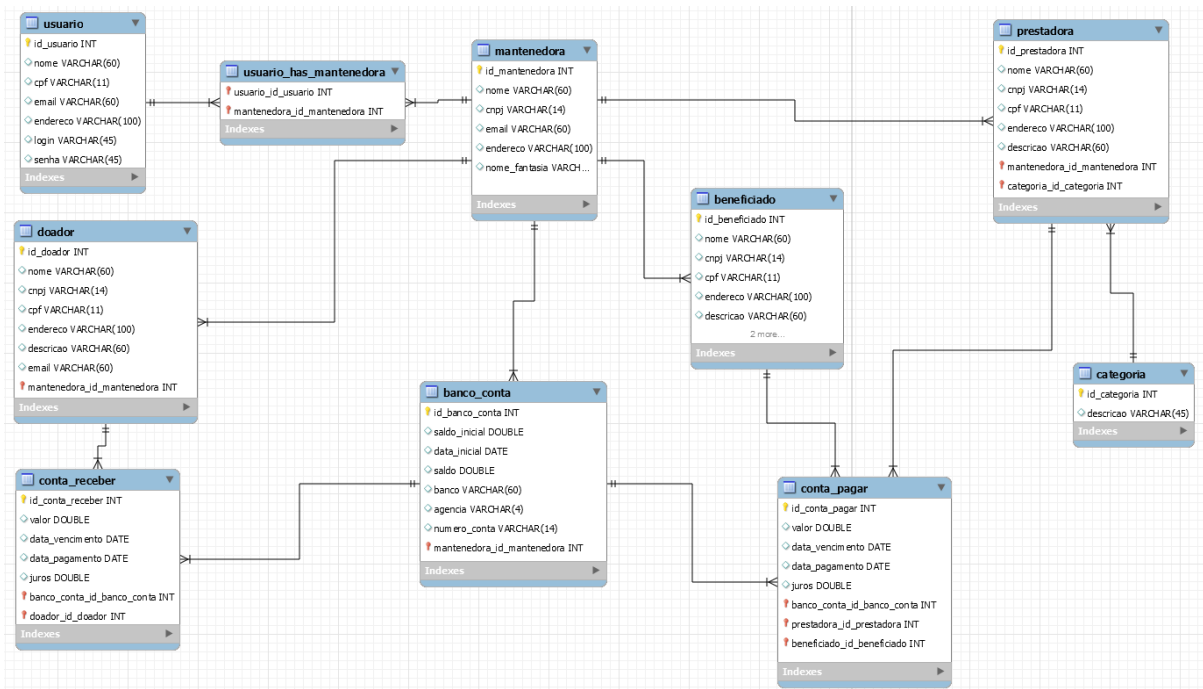 usuario
id_usuario INT
nome VARCHAR(60)
cpf VARCHAR(11)
email VARCHAR(60)
endereco VARCHAR(100)
login VARCHAR(45)
senha VARCHAR(45)
Indexes
usuario_has_mantenedora
usuario_id_usuario INT
mantenedora_id_mantenedora INT
Indexes
mantenedora
id_mantenedora INT
nome VARCHAR(60)
cnpj VARCHAR(14)
email VARCHAR(60)
endereco VARCHAR(100)
nome_fantasia VARCH...
Indexes
prestadora
id_prestadora INT
nome VARCHAR(60)
cnpj VARCHAR(14)
cpf VARCHAR(11)
endereco VARCHAR(100)
descricao VARCHAR(60)
mantenedora_id_mantenedora INT
categoria_id_categoria INT
Indexes
doador
id_doador INT
nome VARCHAR(60)
cnpj VARCHAR(14)
cpf VARCHAR(11)
endereco VARCHAR(100)
descricao VARCHAR(60)
email VARCHAR(60)
mantenedora_id_mantenedora INT
Indexes
beneficiado
id_beneficiado INT
nome VARCHAR(60)
cnpj VARCHAR(14)
cpf VARCHAR(11)
endereco VARCHAR(100)
descricao VARCHAR(60)
2 more...
Indexes
categoria
id_categoria INT
descricao VARCHAR(45)
Indexes
banco_conta
id_banco_conta INT
saldo_inicial DOUBLE
data_inicial DATE
saldo DOUBLE
banco VARCHAR(60)
agencia VARCHAR(4)
numero_conta VARCHAR(14)
mantenedora_id_mantenedora INT
Indexes
conta_receber
id_conta_receber INT
valor DOUBLE
data_vencimento DATE
data_pagamento DATE
juros DOUBLE
banco_conta_id_banco_conta INT
doador_id_doador INT
Indexes
conta_pagar
id_conta_pagar INT
valor DOUBLE
data_vencimento DATE
data_pagamento DATE
juros DOUBLE
banco_conta_id_banco_conta INT
prestadora_id_prestadora INT
beneficiado_id_beneficiado INT
Indexes